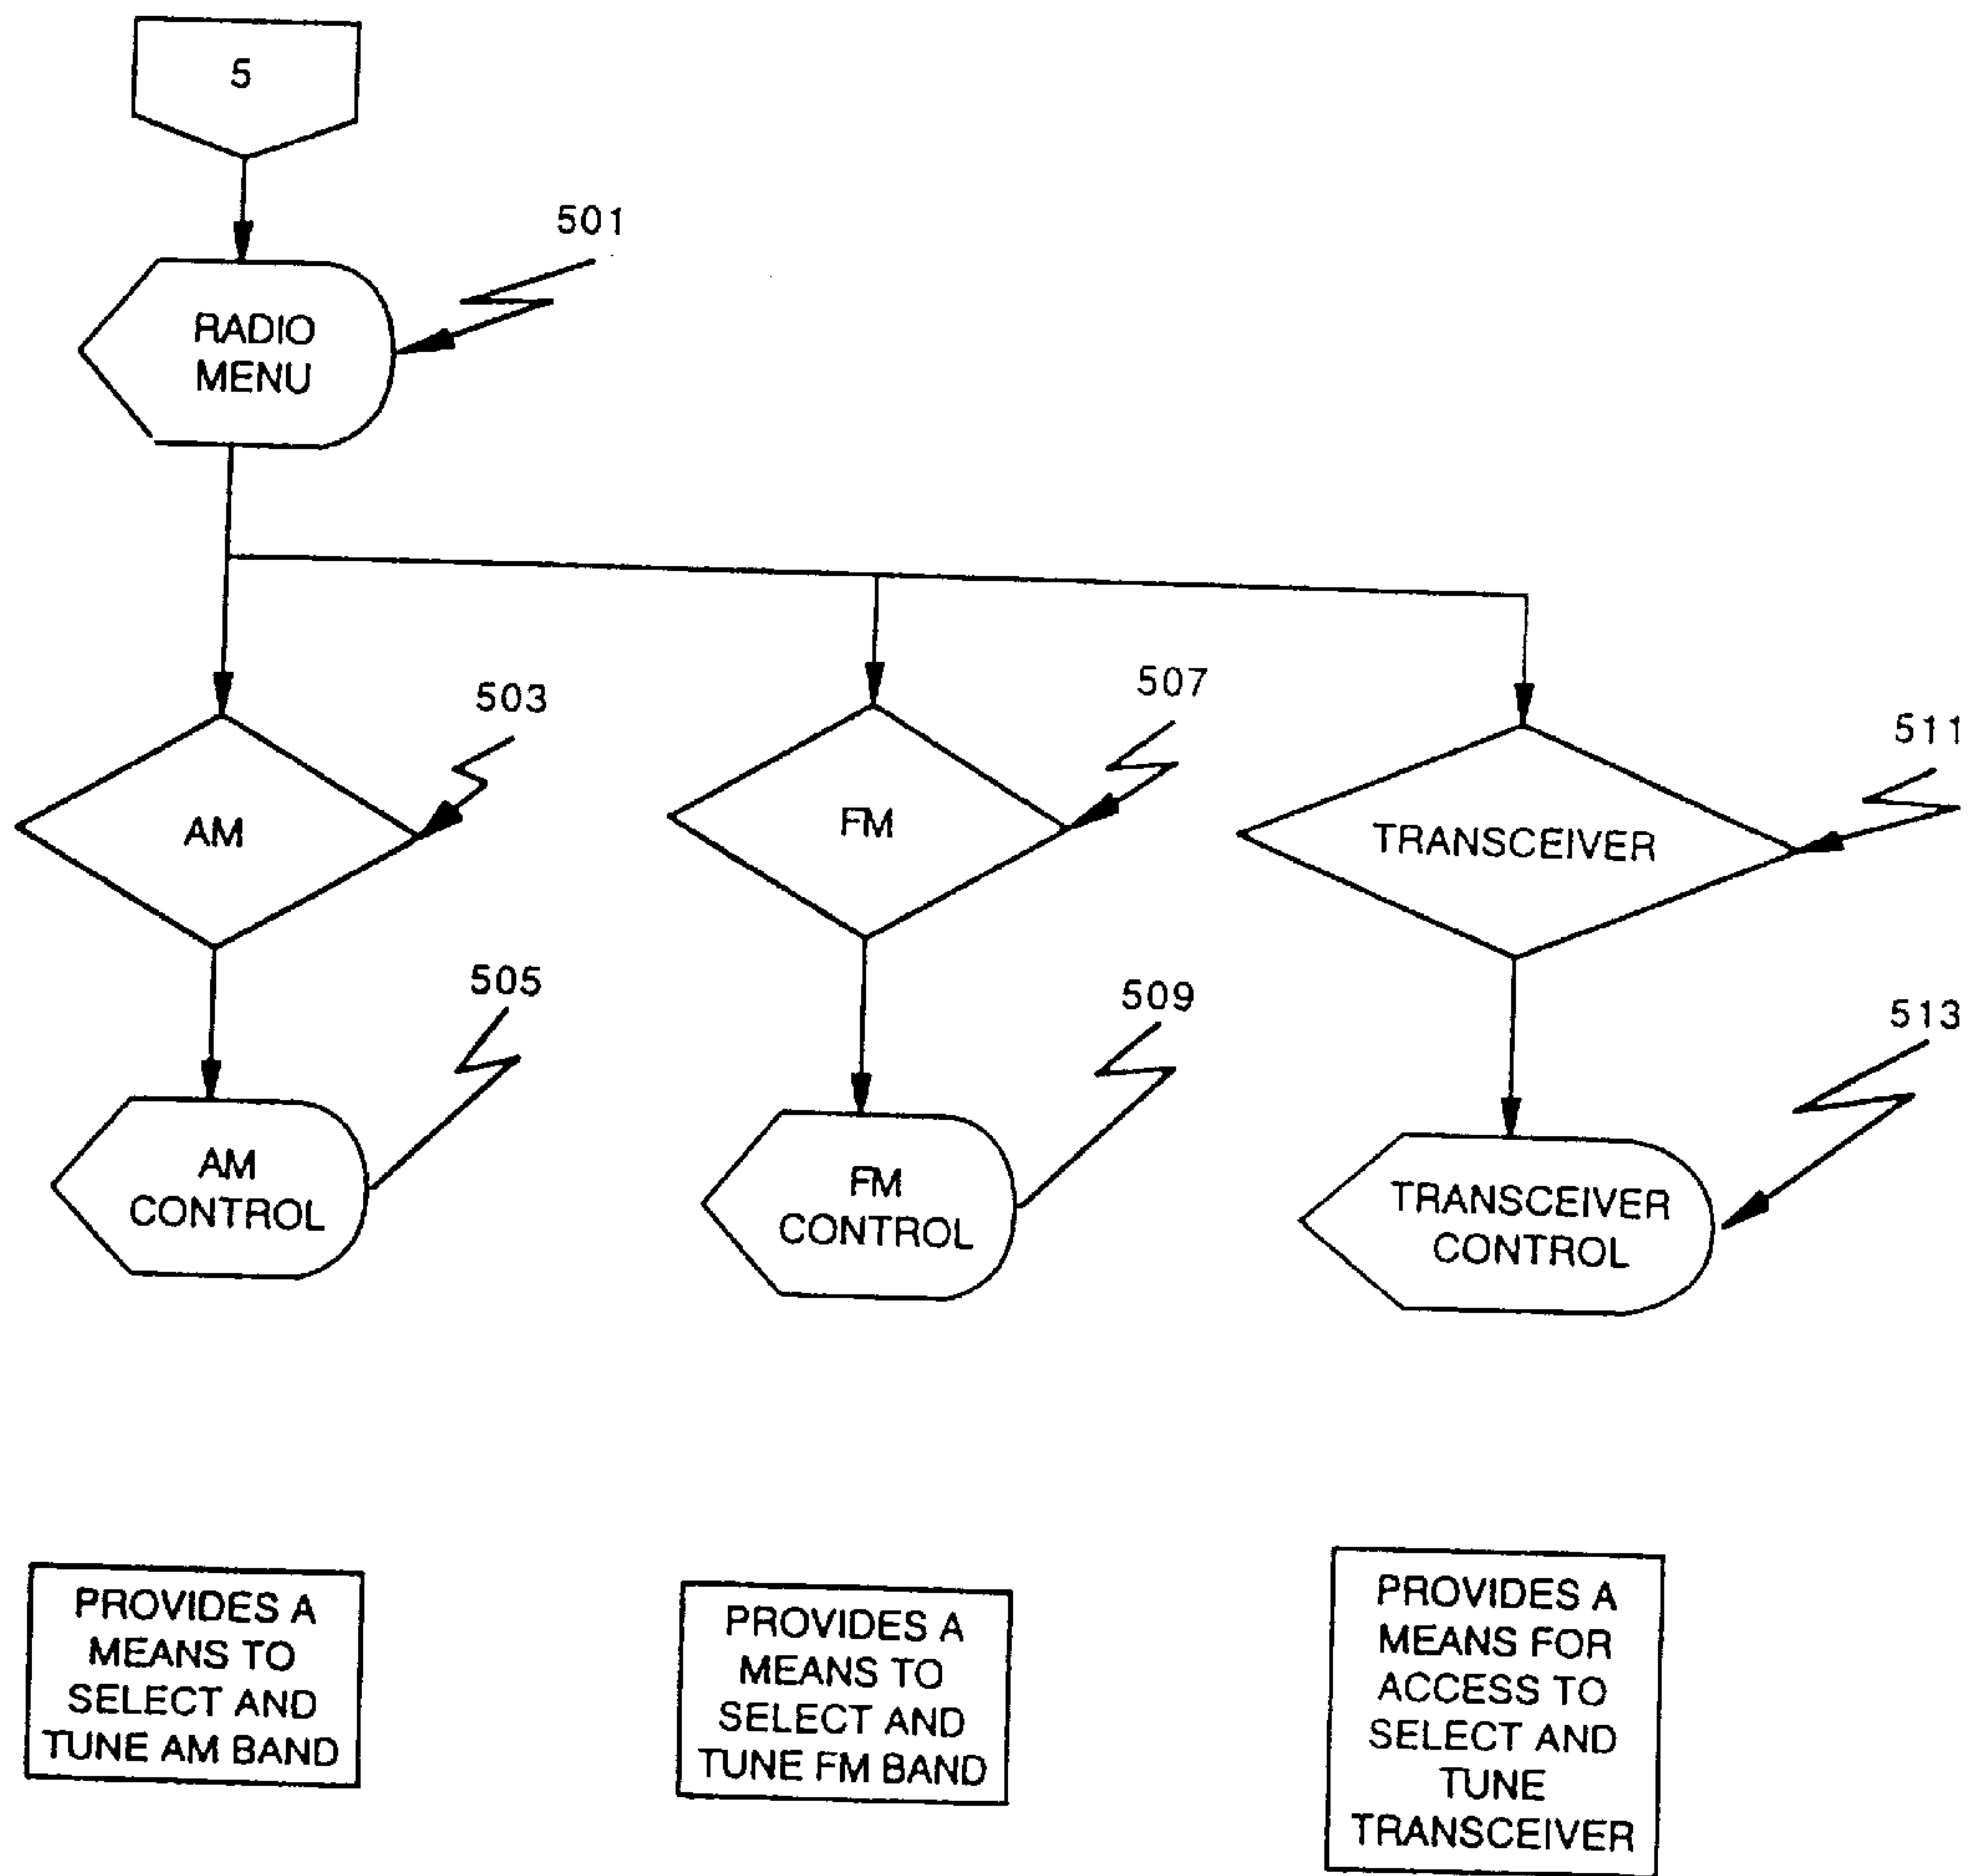 5
501
RADIO
MENU
503
507
511
AM
FM
TRANSCEIVER
505
509
513
AM
CONTROL
FM
CONTROL
TRANSCEIVER
CONTROL
PROVIDES A
MEANS TO
SELECT AND
TUNE AM BAND
PROVIDES A
MEANS TO
SELECT AND
TUNE FM BAND
PROVIDES A
MEANS FOR
ACCESS TO
SELECT AND
TUNE
TRANSCEIVER